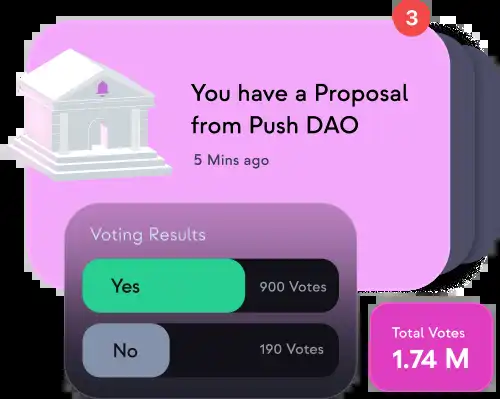 3
You have a Proposal
from Push DAO
5 Mins ago
Voting Results
Yes
900 Votes
No
190 Votes
Total Votes
1.74 M